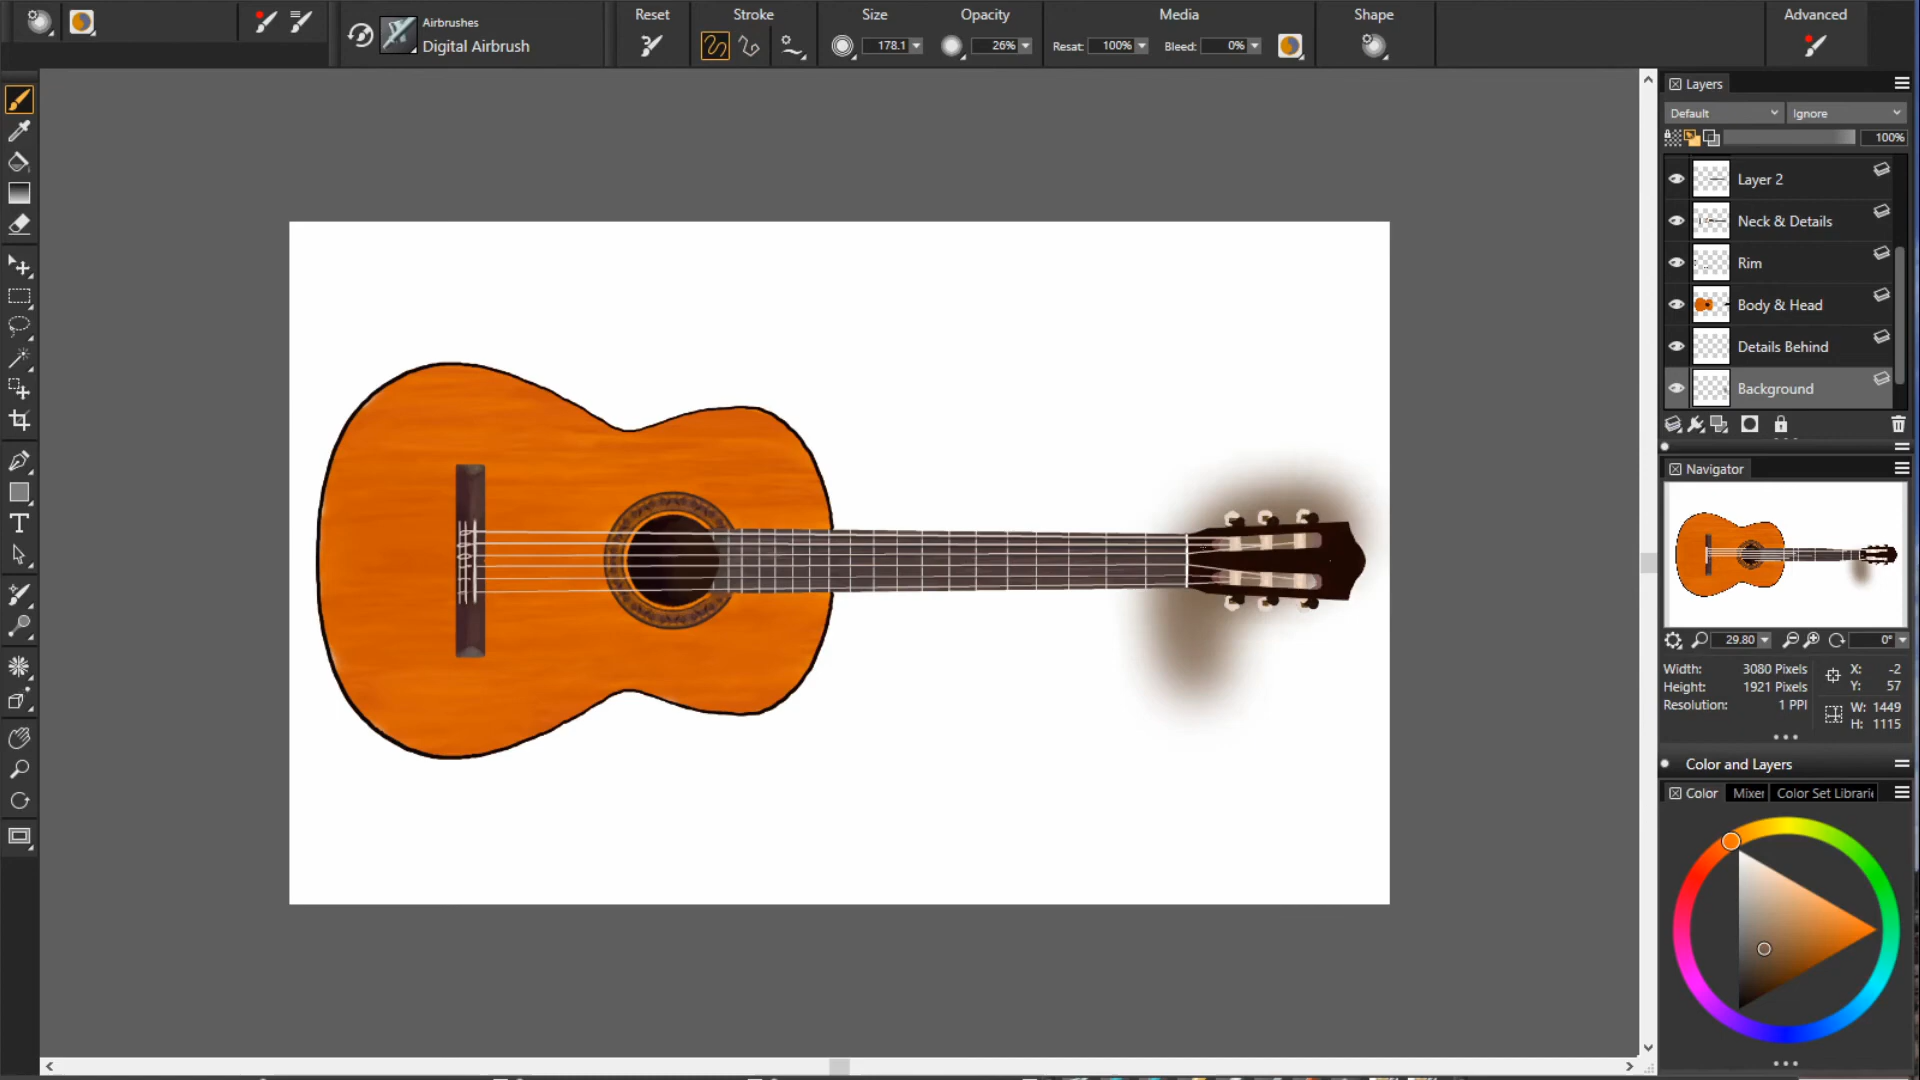 Airbrushes
Digital Airbrush
Reset
Stroke
Size
178.1
Opacity
26%
Media
Resat: 100%
Bleed: 0%
Shape
Advanced
Layers
Default
Ignore
100%
Layer 2
Neck & Details
Rim
Body & Head
Details Behind
Background
Navigator
29.80
0°
Width: 3080 Pixels
Height: 1921 Pixels
Resolution: 1 PPI
X: -2
Y: 57
W: 1449
H: 1115
Color and Layers
Color
Mixer
Color Set Librarie